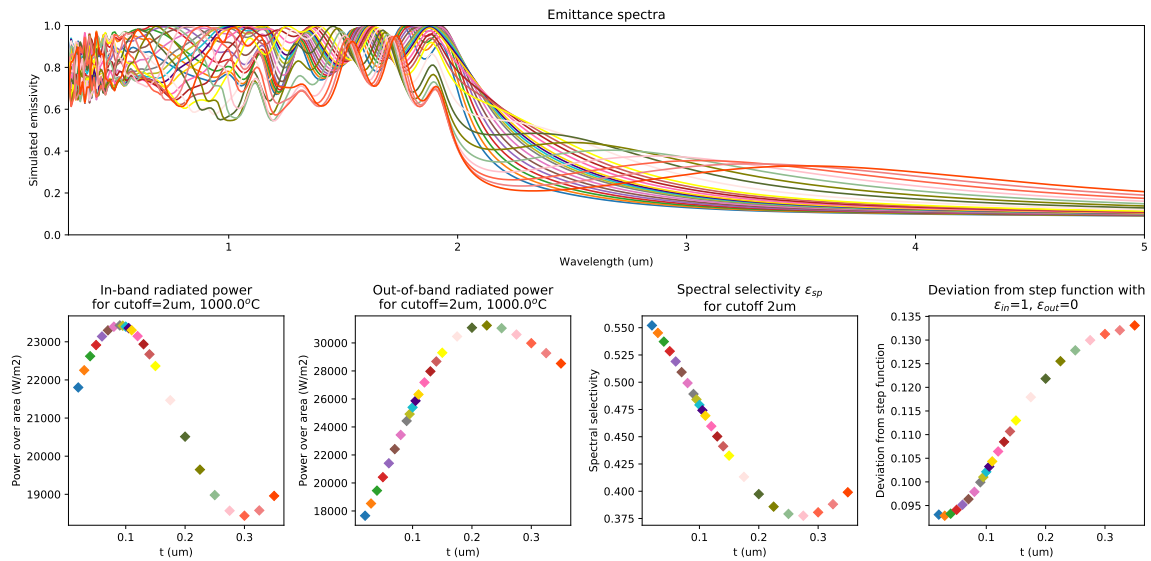 Emittance spectra
1.0
0.8
0.6
0.4
0.2
0.0
Simulated emissivity
1
2
3
4
5
Wavelength (um)
In-band radiated power
for cutoff=2um, 1000.0°C
23000
22000
21000
20000
19000
Power over area (W/m2)
0.1
0.2
0.3
t (um)
Out-of-band radiated power
for cutoff=2um, 1000.0°C
30000
28000
26000
24000
22000
20000
18000
Power over area (W/m2)
0.1
0.2
0.3
t (um)
Spectral selectivity εsp
for cutoff 2um
0.550
0.525
0.500
0.475
0.450
0.425
0.400
0.375
Spectral selectivity
0.1
0.2
0.3
t (um)
Deviation from step function with
εin=1, εout=0
0.135
0.130
0.125
0.120
0.115
0.110
0.105
0.100
0.095
Deviation from step function
0.1
0.2
0.3
t (um)